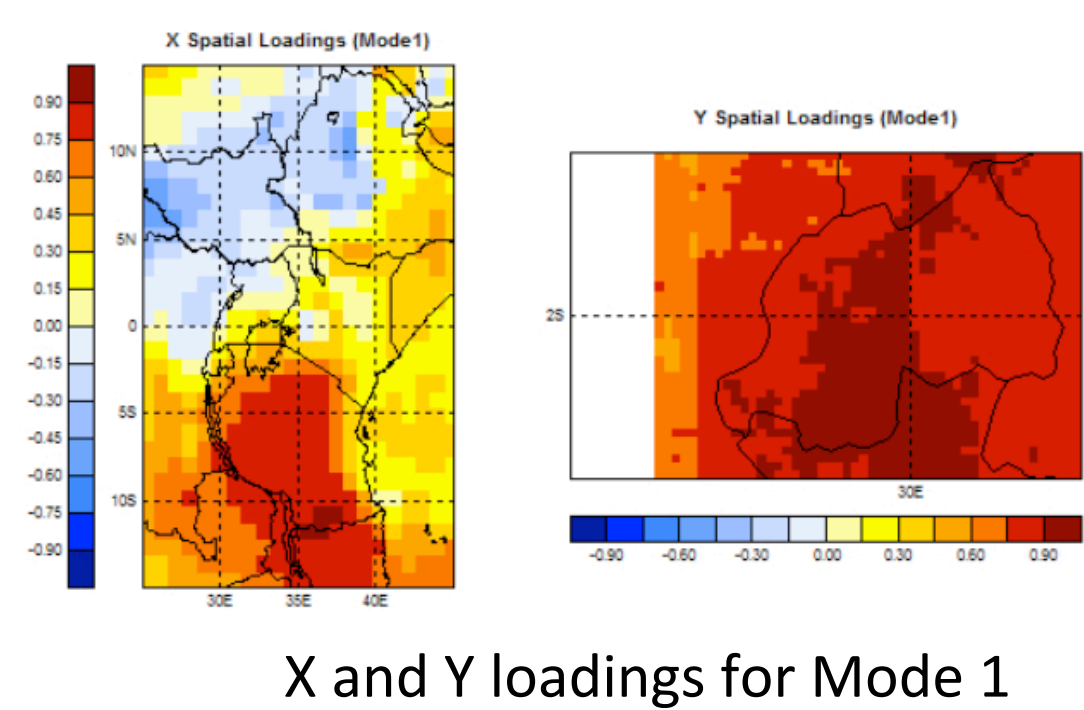 X Spatial Loadings (Mode1)
0.90
0.75
0.60
0.45
0.30
0.15
0.00
-0.15
-0.30
-0.45
-0.60
-0.75
-0.90
10N
5N
0
5S
10S
30E 35E 40E
Y Spatial Loadings (Mode1)
2S
30E
-0.90 -0.60 -0.30 0.00 0.30 0.60 0.90
X and Y loadings for Mode 1